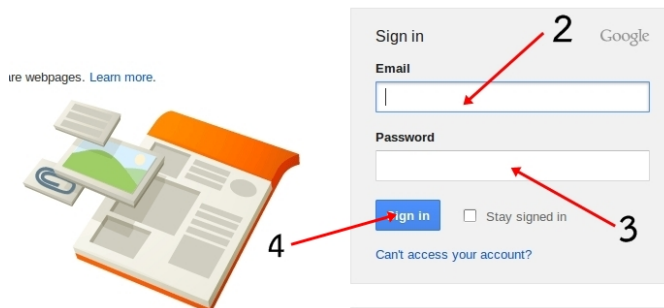 Sign in
2
Google
Email
are webpages. Learn more.
Password
Sign in
Stay signed in
3
4
Can't access your account?